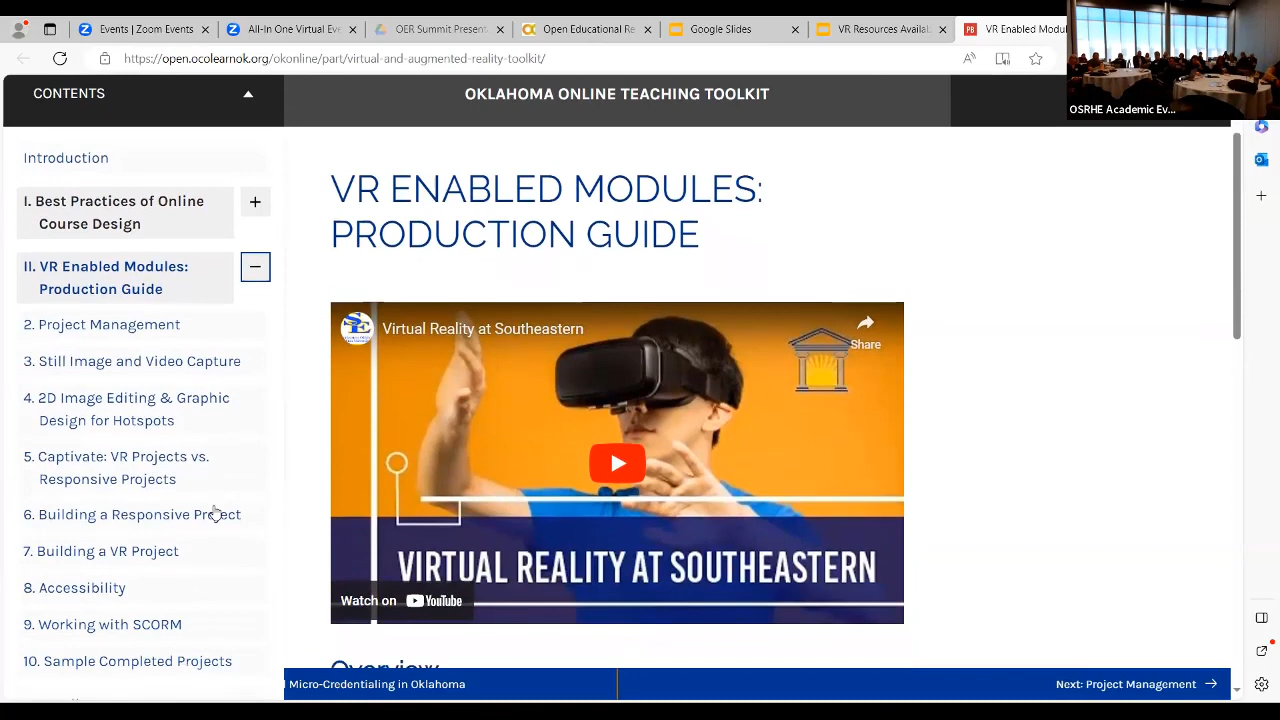 Events | Zoom Events
All-In One Virtual Eve
OER Summit Present
Open Educational Re
Google Slides
VR Resources Availab
PB
VR Enabled Modu
https://open.ocolearnok.org/okonline/part/virtual-and-augmented-reality-toolkit/
OSRHE Academic Ev...
CONTENTS
OKLAHOMA ONLINE TEACHING TOOLKIT
Introduction
I. Best Practices of Online
Course Design
II. VR Enabled Modules:
Production Guide
2. Project Management
3. Still Image and Video Capture
4. 2D Image Editing & Graphic
Design for Hotspots
5. Captivate: VR Projects vs.
Responsive Projects
6. Building a Responsive Project
7. Building a VR Project
8. Accessibility
9. Working with SCORM
10. Sample Completed Projects
VR ENABLED MODULES:
PRODUCTION GUIDE
SE
Virtual Reality at Southeastern
Share
VIRTUAL REALITY AT SOUTHEASTERN
Watch on YouTube
Overview
Micro-Credentialing in Oklahoma
Next: Project Management